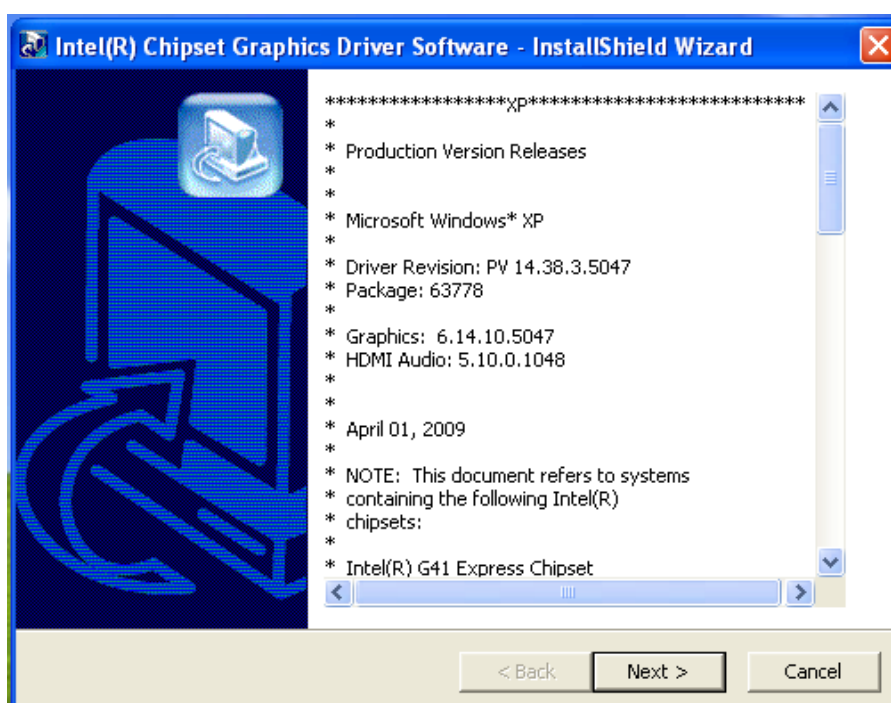 Intel(R) Chipset Graphics Driver Software - InstallShield Wizard
*****************XP**************************
*
* Production Version Releases
*
*
* Microsoft Windows* XP
*
* Driver Revision: PV 14.38.3.5047
* Package: 63778
*
* Graphics: 6.14.10.5047
* HDMI Audio: 5.10.0.1048
*
*
* April 01, 2009
*
* NOTE: This document refers to systems
* containing the following Intel(R)
* chipsets:
*
* Intel(R) G41 Express Chipset
< Back
Next >
Cancel